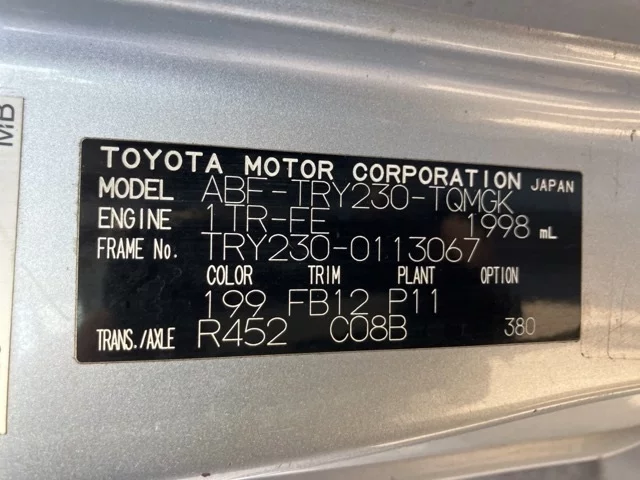 MB
TOYOTA MOTOR CORPORATION JAPAN
MODEL ABF-TRY230-TQMGK
ENGINE 1TR-FE 1998 mL
FRAME No. TRY230-0113067
COLOR TRIM PLANT OPTION
199 FB12 P11
TRANS./AXLE R452 C08B 380